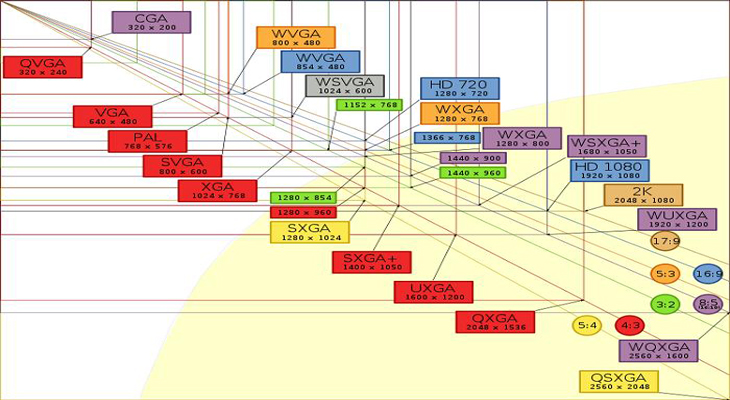 CGA
320 x 200
QVGA
320 x 240
WVGA
800 x 480
WVGA
854 x 480
WSVGA
1024 x 600
1152 x 768
HD 720
1280 x 720
WXGA
1280 x 768
1366 x 768
WXGA
1280 x 800
WSXGA+
1680 x 1050
VGA
640 x 480
PAL
768 x 576
SVGA
800 x 600
XGA
1024 x 768
1440 x 900
1440 x 960
HD 1080
1920 x 1080
2K
2048 x 1080
WUXGA
1920 x 1200
1280 x 854
1280 x 960
SXGA
1280 x 1024
SXGA+
1400 x 1050
UXGA
1600 x 1200
QXGA
2048 x 1536
17:9
5:3
16:9
3:2
8:5
(16:10)
5:4
4:3
WQXGA
2560 x 1600
QSXGA
2560 x 2048